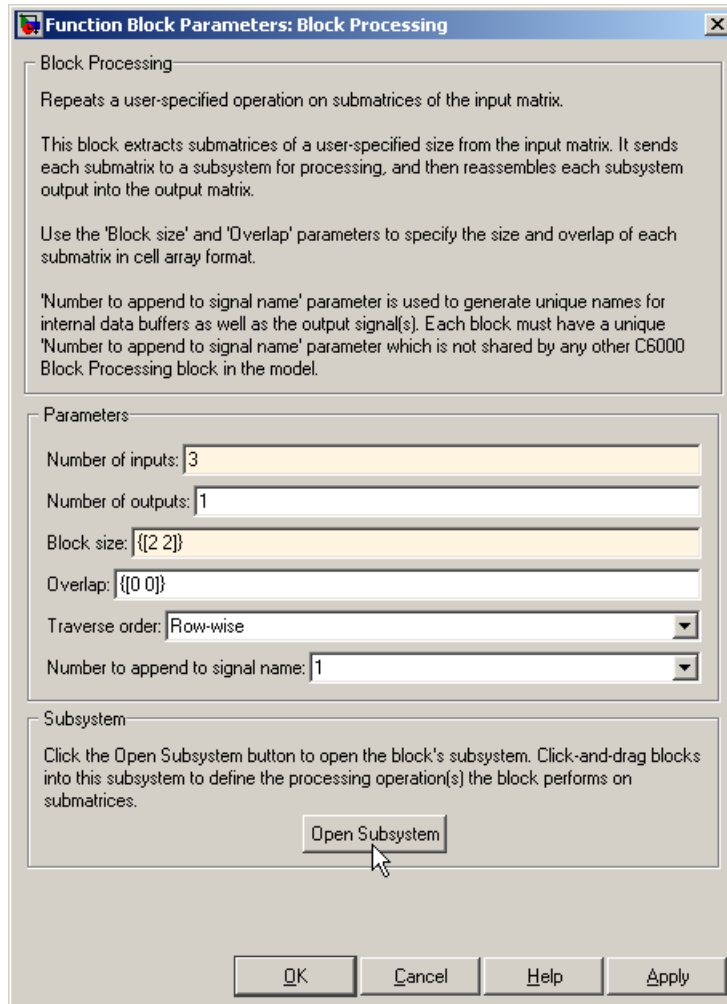 Function Block Parameters: Block Processing
Block Processing
Repeats a user-specified operation on submatrices of the input matrix.
This block extracts submatrices of a user-specified size from the input matrix. It sends
each submatrix to a subsystem for processing, and then reassembles each subsystem
output into the output matrix.
Use the 'Block size' and 'Overlap' parameters to specify the size and overlap of each
submatrix in cell array format.
'Number to append to signal name' parameter is used to generate unique names for
internal data buffers as well as the output signal(s). Each block must have a unique
'Number to append to signal name' parameter which is not shared by any other C6000
Block Processing block in the model.
Parameters
Number of inputs: 3
Number of outputs: 1
Block size: {[2 2]}
Overlap: {[0 0]}
Traverse order: Row-wise
Number to append to signal name: 1
Subsystem
Click the Open Subsystem button to open the block's subsystem. Click-and-drag blocks
into this subsystem to define the processing operation(s) the block performs on
submatrices.
Open Subsystem
OK Cancel Help Apply